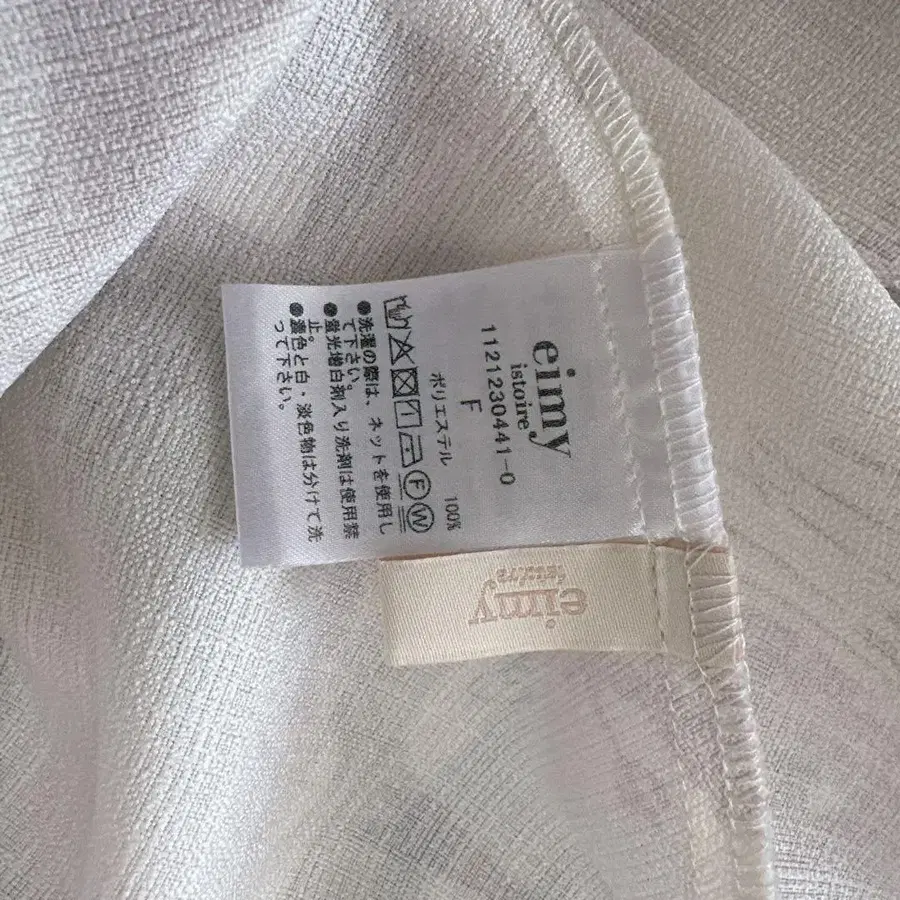 eimy
istoire
1121230441-0
F
ポリエステル 100%
F W
●洗濯の際は、ネットを使用し
て下さい。
●蛍光増白剤入り洗剤は使用禁
止。
●濃色と白・淡色物は分けて洗
って下さい。
eimy
istoire